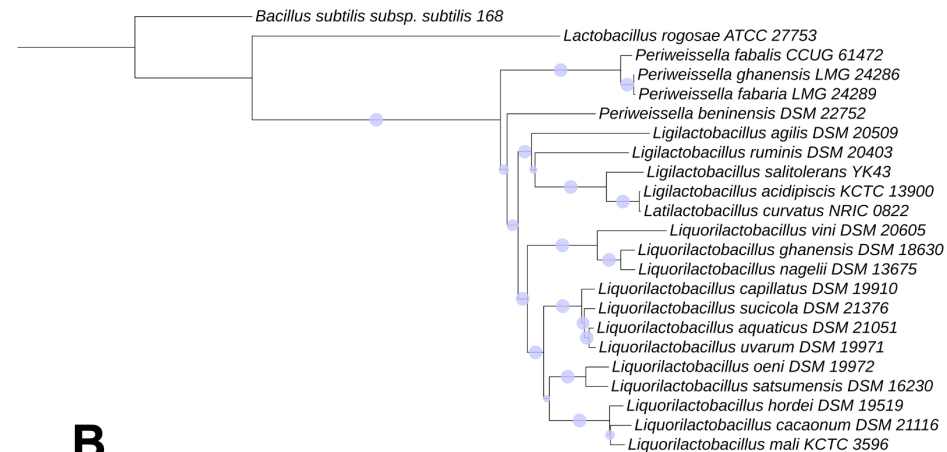 Bacillus subtilis subsp. subtilis 168
Lactobacillus rogosae ATCC 27753
Periweissella fabalis CCUG 61472
Periweissella ghanensis LMG 24286
Periweissella fabaria LMG 24289
Periweissella beninensis DSM 22752
Ligilactobacillus agilis DSM 20509
Ligilactobacillus ruminis DSM 20403
Ligilactobacillus salitolerans YK43
Ligilactobacillus acidipiscis KCTC 13900
Latilactobacillus curvatus NRIC 0822
Liquorilactobacillus vini DSM 20605
Liquorilactobacillus ghanensis DSM 18630
Liquorilactobacillus nagelii DSM 13675
Liquorilactobacillus capillatus DSM 19910
Liquorilactobacillus sucicola DSM 21376
Liquorilactobacillus aquaticus DSM 21051
Liquorilactobacillus uvarum DSM 19971
Liquorilactobacillus oeni DSM 19972
Liquorilactobacillus satsumensis DSM 16230
Liquorilactobacillus hordei DSM 19519
Liquorilactobacillus cacaonum DSM 21116
Liquorilactobacillus mali KCTC 3596
B